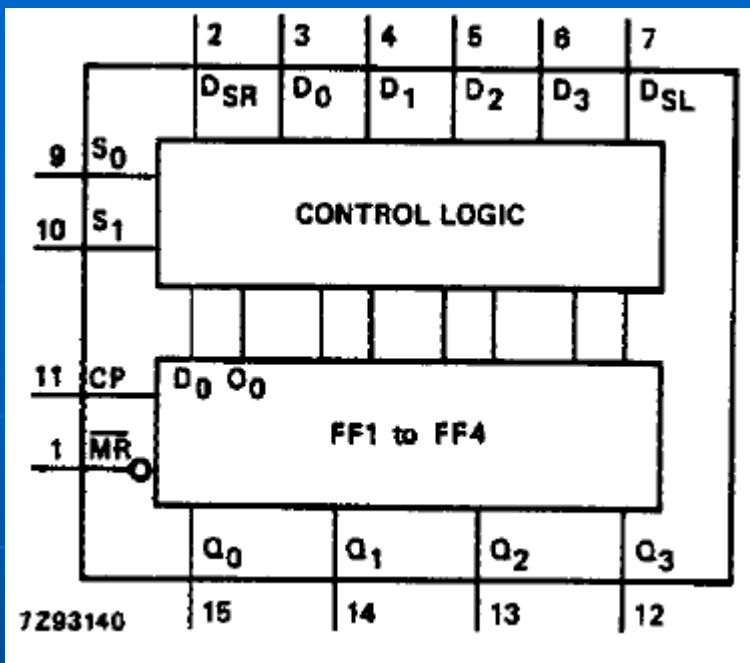 2 3 4 5 6 7
DSR D0 D1 D2 D3 DSL
9 S0
CONTROL LOGIC
10 S1
11 CP D0 O0
FF1 to FF4
1 M̅R̅
Q0 Q1 Q2 Q3
7Z93140 15 14 13 12